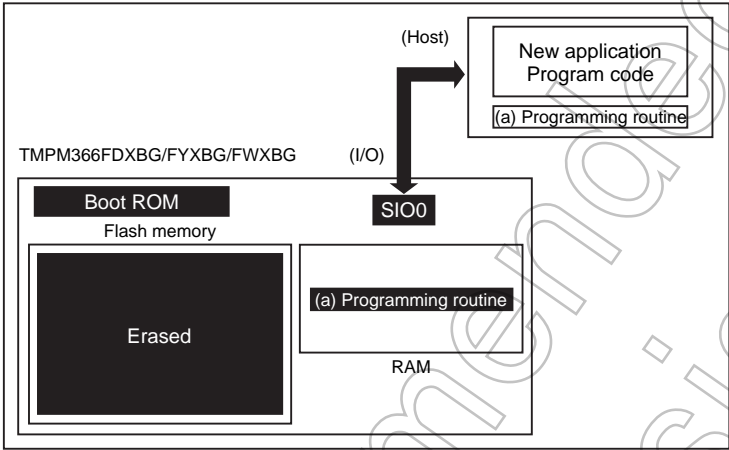 (Host)
New application
Program code
(a) Programming routine
TMPM366FDXBG/FYXBG/FWXBG
(I/O)
Boot ROM
SIO0
Flash memory
(a) Programming routine
Erased
RAM